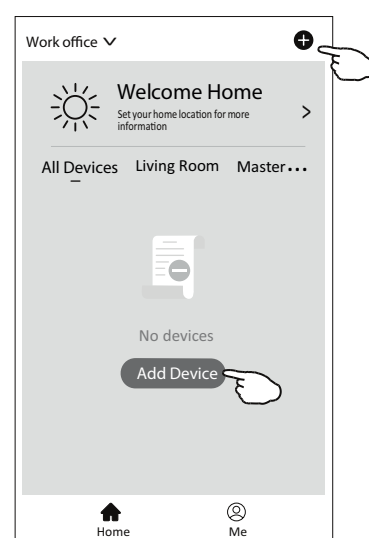 Work office
Welcome Home
Set your home location for more
information
All Devices Living Room Master...
No devices
Add Device
Home Me